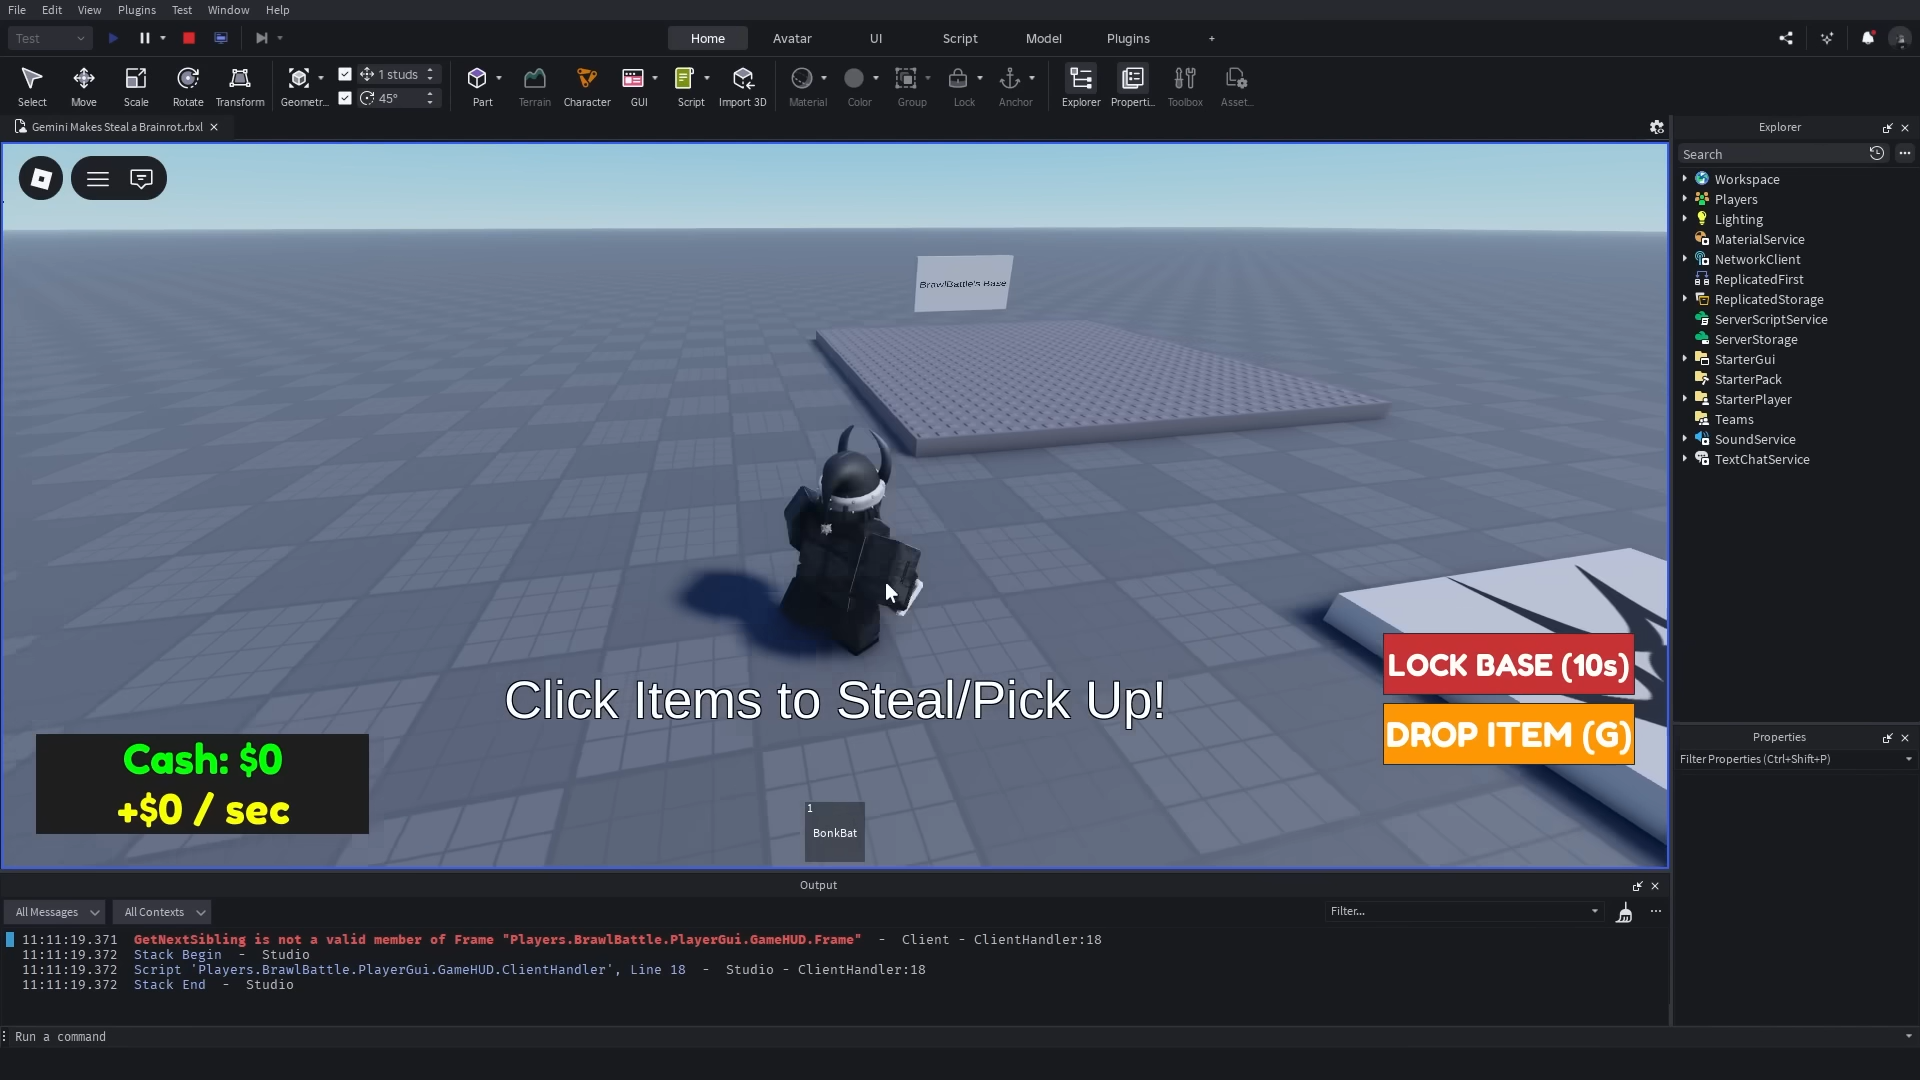 File Edit View Plugins Test Window Help
Test Home Avatar UI Script Model Plugins +
1 studs
45°
Select Move Scale Rotate Transform Geometr... Part Terrain Character GUI Script Import 3D Material Color Group Lock Anchor Explorer Properti... Toolbox Asset...
Gemini Makes Steal a Brainrot.rbxl
Explorer
Search
Workspace
Players
Lighting
MaterialService
NetworkClient
ReplicatedFirst
ReplicatedStorage
ServerScriptService
ServerStorage
StarterGui
StarterPack
StarterPlayer
Teams
SoundService
TextChatService
BrawlBattle's Base
LOCK BASE (10s)
DROP ITEM (G)
Click Items to Steal/Pick Up!
Cash: $0
+$0 / sec
1
BonkBat
Properties
Filter Properties (Ctrl+Shift+P)
Output
All Messages All Contexts Filter...
11:11:19.371 GetNextSibling is not a valid member of Frame "Players.BrawlBattle.PlayerGui.GameHUD.Frame" - Client - ClientHandler:18
11:11:19.372 Stack Begin - Studio
11:11:19.372 Script 'Players.BrawlBattle.PlayerGui.GameHUD.ClientHandler', Line 18 - Studio - ClientHandler:18
11:11:19.372 Stack End - Studio
Run a command